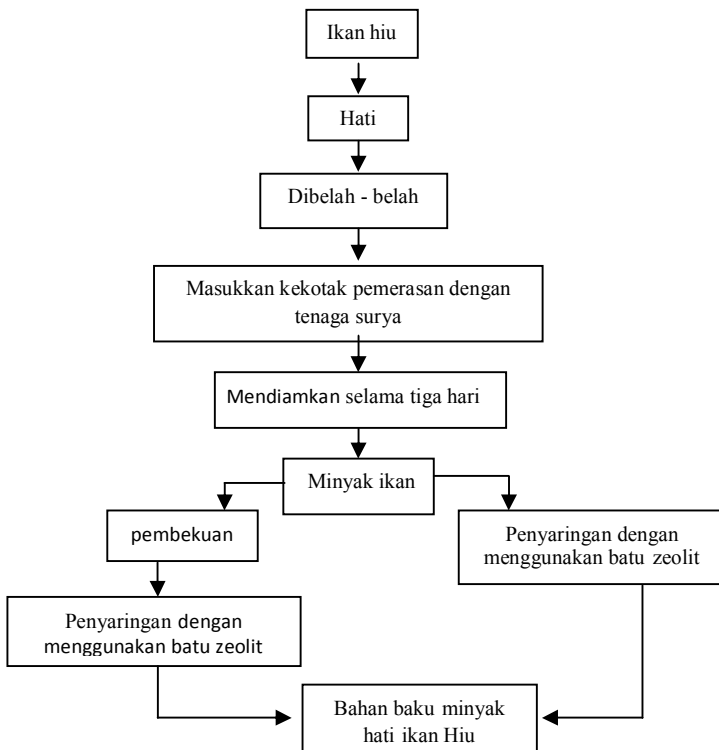 Ikan hiu
Hati
Dibelah - belah
Masukkan kekotak pemerasan dengan
tenaga surya
Mendiamkan selama tiga hari
Minyak ikan
pembekuan
Penyaringan dengan
menggunakan batu zeolit
Penyaringan dengan
menggunakan batu zeolit
Bahan baku minyak
hati ikan Hiu